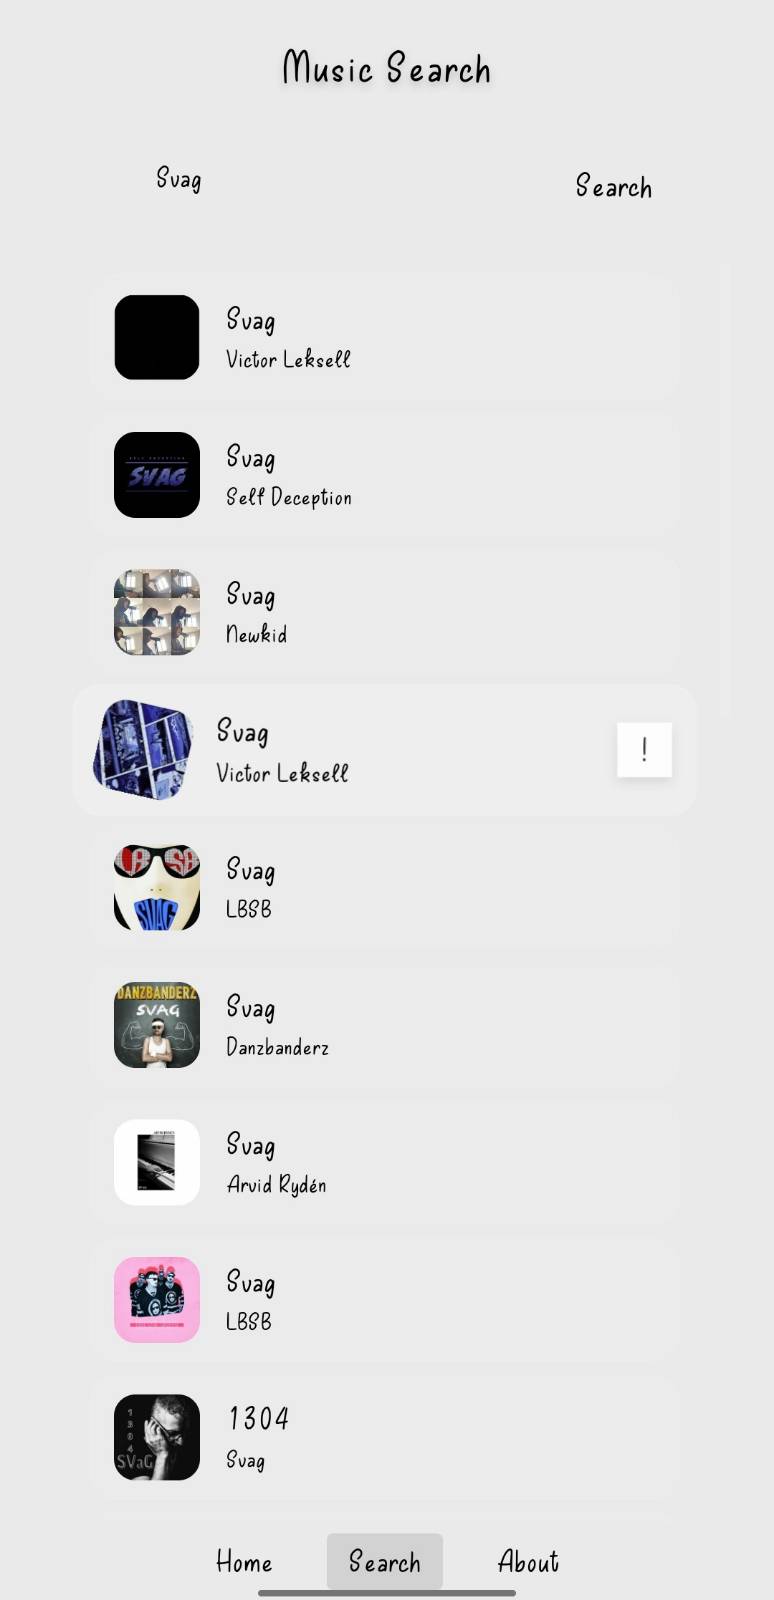 Music Search
Svag
Search
Svag
Victor Leksell
SELF DECEPTION
SVAG
Svag
Self Deception
Svag
Newkid
Svag
Victor Leksell
!
LB SB
SVAG
Svag
LBSB
DANZBANDERZ
SVAG
Svag
Danzbanderz
Svag
Arvid Rydén
Svag
LBSB
1304
SVaG
1304
Svag
Home
Search
About